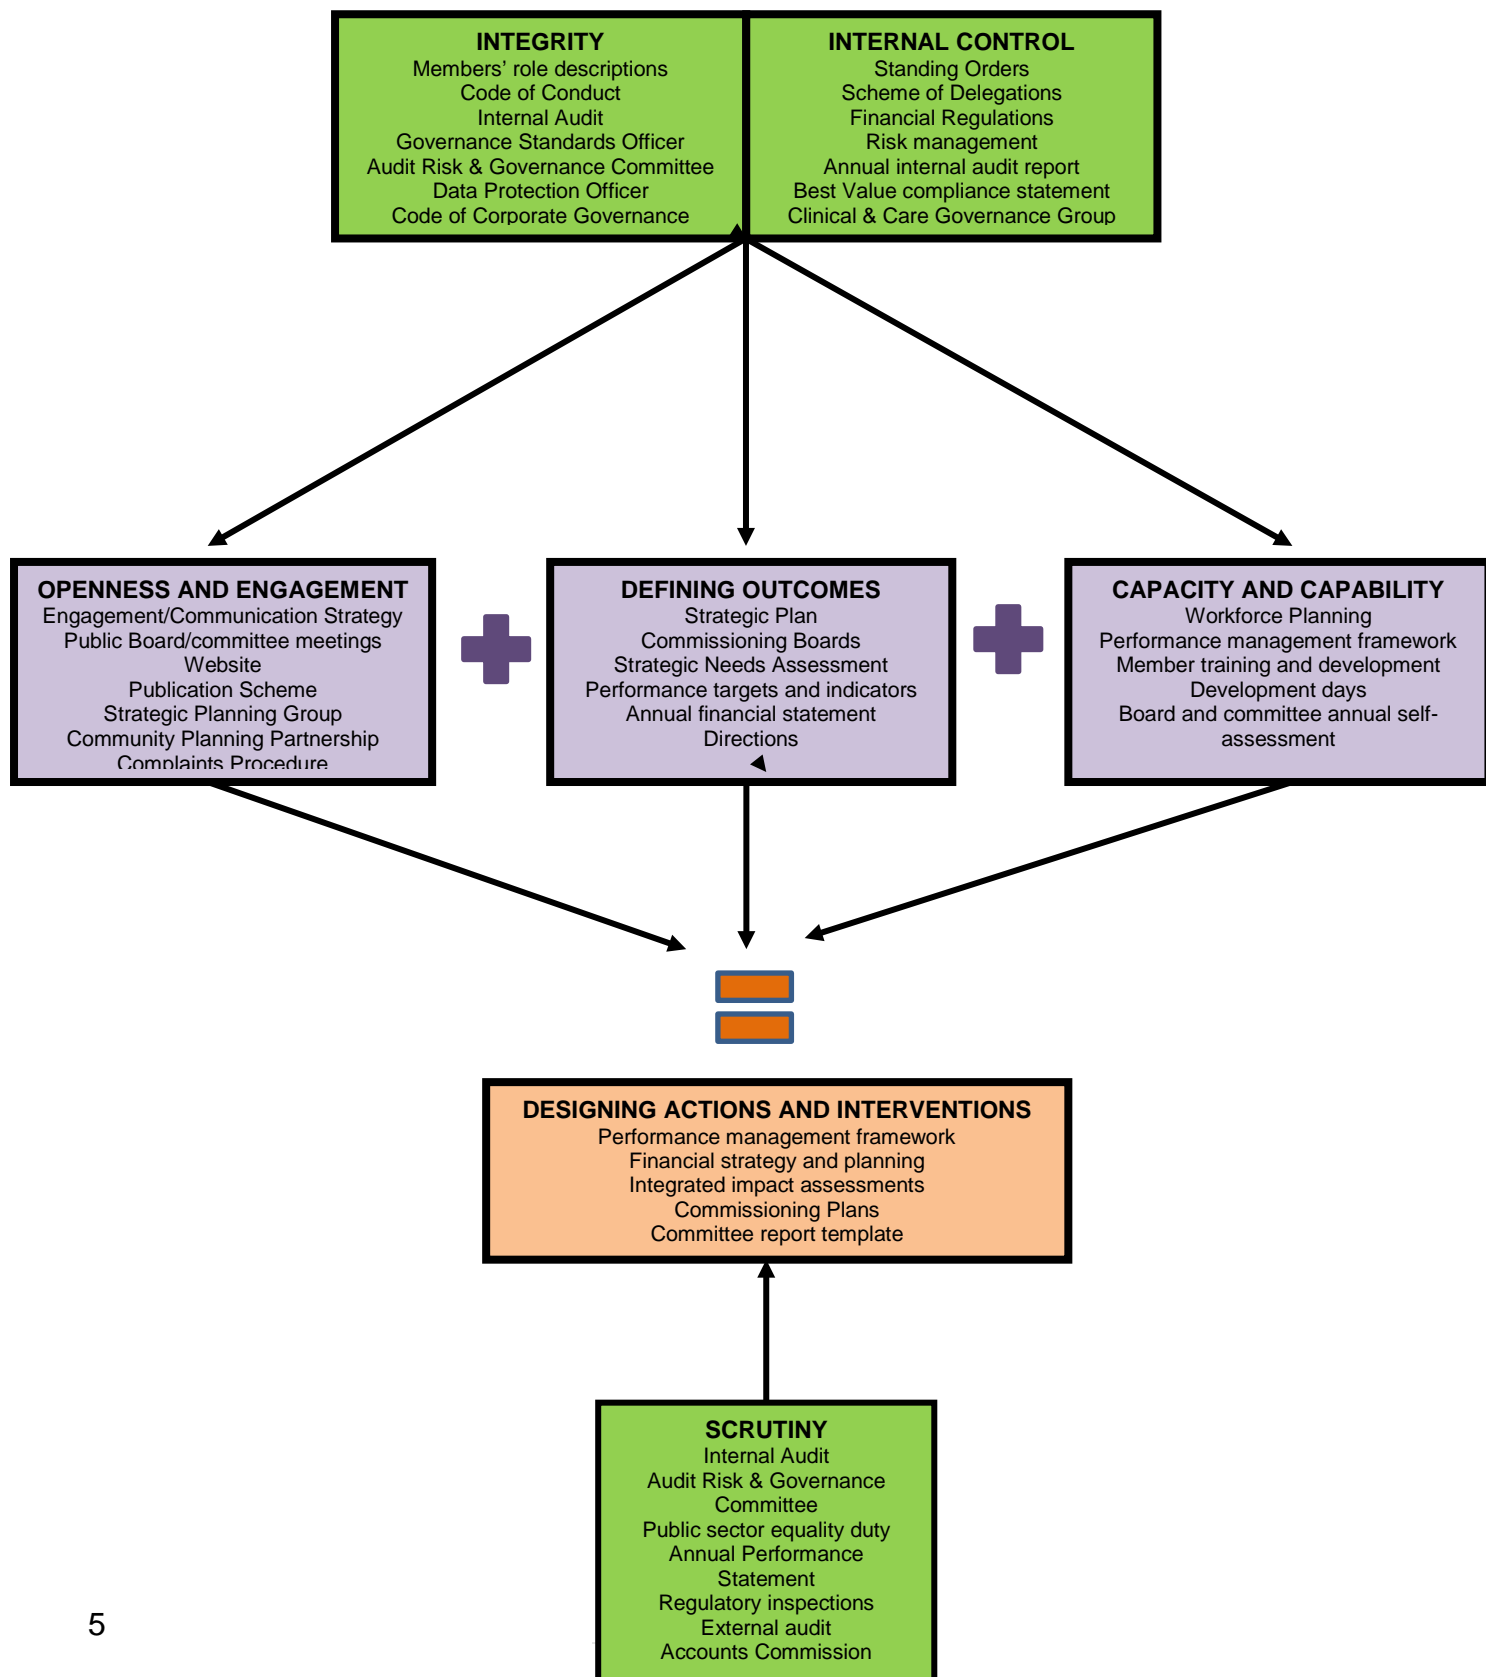 INTEGRITY
Members’ role descriptions
Code of Conduct
Internal Audit
Governance Standards Officer
Audit Risk & Governance Committee
Data Protection Officer
Code of Corporate Governance
INTERNAL CONTROL
Standing Orders
Scheme of Delegations
Financial Regulations
Risk management
Annual internal audit report
Best Value compliance statement
Clinical & Care Governance Group
OPENNESS AND ENGAGEMENT
Engagement/Communication Strategy
Public Board/committee meetings
Website
Publication Scheme
Strategic Planning Group
Community Planning Partnership
Complaints Procedure
DEFINING OUTCOMES
Strategic Plan
Commissioning Boards
Strategic Needs Assessment
Performance targets and indicators
Annual financial statement
Directions
CAPACITY AND CAPABILITY
Workforce Planning
Performance management framework
Member training and development
Development days
Board and committee annual self-
assessment
DESIGNING ACTIONS AND INTERVENTIONS
Performance management framework
Financial strategy and planning
Integrated impact assessments
Commissioning Plans
Committee report template
SCRUTINY
Internal Audit
Audit Risk & Governance
Committee
Public sector equality duty
Annual Performance
Statement
Regulatory inspections
External audit
Accounts Commission
5